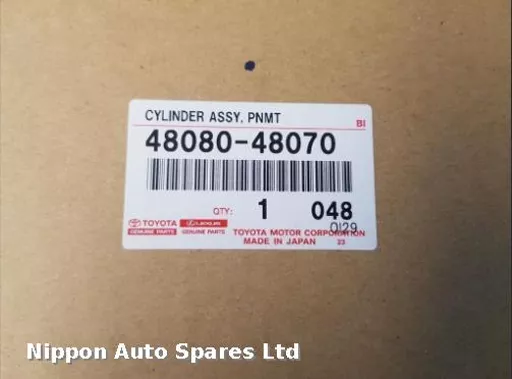 CYLINDER ASSY, PNMT
BI
48080-48070
QTY: 1 048
0129
TOYOTA LEXUS
GENUINE PARTS GENUINE PARTS
TOYOTA MOTOR CORPORATION
MADE IN JAPAN 23
Nippon Auto Spares Ltd